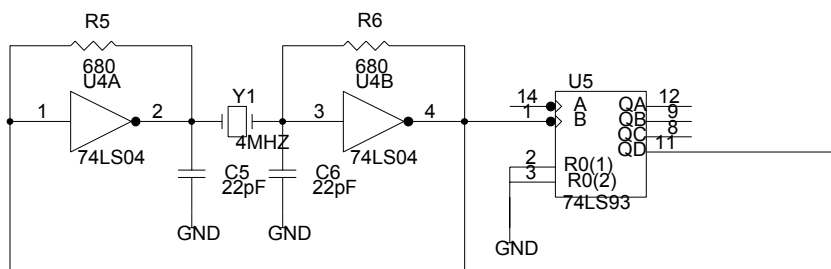 R5
680
U4A
1
2
74LS04
Y1
4MHZ
C5
22pF
GND
R6
680
U4B
3
4
74LS04
C6
22pF
GND
U5
14
A
QA
12
1
B
QB
9
QC
8
QD
11
2
R0(1)
3
R0(2)
74LS93
GND